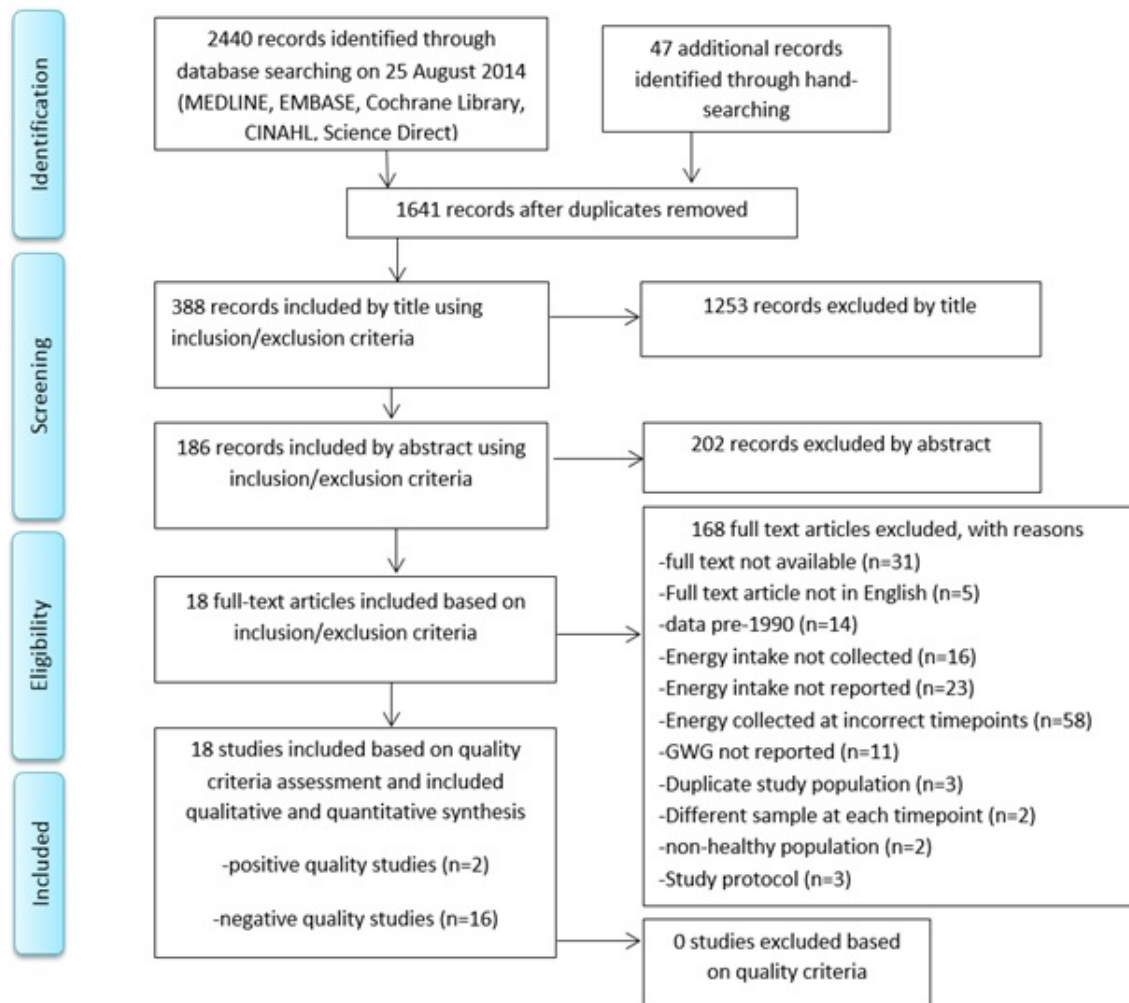 Identification
2440 records identified through
database searching on 25 August 2014
(MEDLINE, EMBASE, Cochrane Library,
CINAHL, Science Direct)
47 additional records
identified through hand-
searching
1641 records after duplicates removed
Screening
388 records included by title using
inclusion/exclusion criteria
1253 records excluded by title
186 records included by abstract using
inclusion/exclusion criteria
202 records excluded by abstract
Eligibility
18 full-text articles included based on
inclusion/exclusion criteria
168 full text articles excluded, with reasons
-full text not available (n=31)
-Full text article not in English (n=5)
-data pre-1990 (n=14)
-Energy intake not collected (n=16)
-Energy intake not reported (n=23)
-Energy collected at incorrect timepoints (n=58)
-GWG not reported (n=11)
-Duplicate study population (n=3)
-Different sample at each timepoint (n=2)
-non-healthy population (n=2)
-Study protocol (n=3)
Included
18 studies included based on quality
criteria assessment and included
qualitative and quantitative synthesis
-positive quality studies (n=2)
-negative quality studies (n=16)
0 studies excluded based
on quality criteria